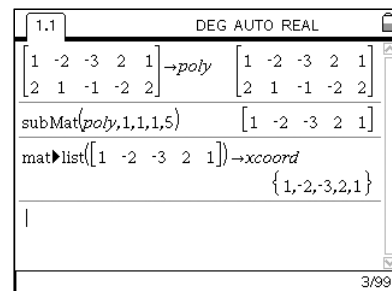 1.1 DEG AUTO REAL
[1 -2 -3 2 1
2 1 -1 -2 2]→poly [1 -2 -3 2 1
2 1 -1 -2 2]
subMat(poly,1,1,1,5) [1 -2 -3 2 1]
mat▶list([1 -2 -3 2 1])→xcoord
{1,-2,-3,2,1}
3/99